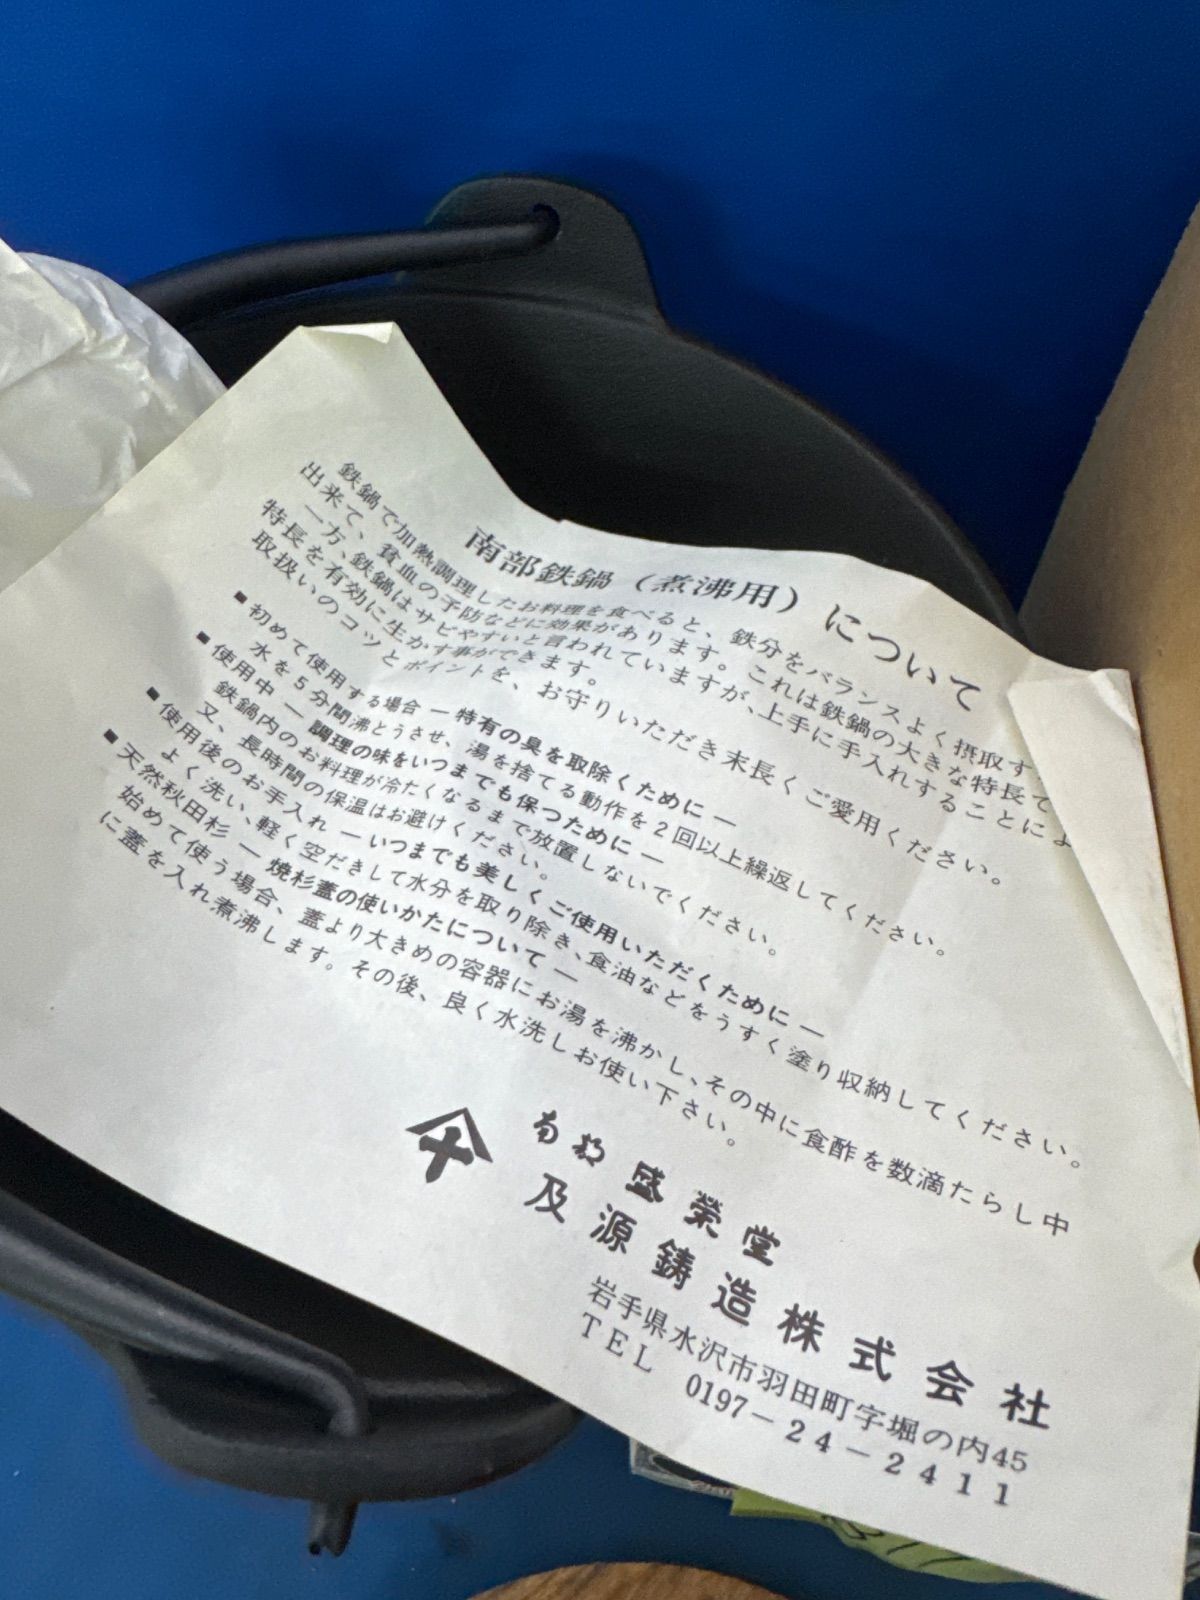 南部鉄鍋(煮沸用)について
鉄鍋で加熱調理したお料理を食べると、鉄分をバランスよく摂取す
出来て、貧血の予防などに効果があります。これは鉄鍋の大きな特長で
一方、鉄鍋はサビやすいと言われていますが、上手に手入れすることによ
特長を有効に生かす事ができます。
取扱いのコツとポイントを、お守りいただき末長くご愛用ください。
■初めて使用する場合 ― 特有の臭を取除くために ―
水を5分間沸とうさせ、湯を捨てる動作を2回以上繰返してください。
■使用中 ― 調理の味をいつまでも保つために ―
鉄鍋内のお料理が冷たくなるまで放置しないでください。
又、長時間の保温はお避けください。
■使用後のお手入れ ― いつまでも美しくご使用いただくために ―
よく洗い、軽く空だきして水分を取り除き、食油などをうすく塗り収納してください。
■天然秋田杉 ― 焼杉蓋の使いかたについて ―
始めて使う場合、蓋より大きめの容器にお湯を沸かし、その中に食酢を数滴たらし中
に蓋を入れ煮沸します。その後、良く水洗しお使い下さい。
南部 盛榮堂
及源鋳造株式会社
岩手県水沢市羽田町字堀の内45
TEL 0197-24-2411